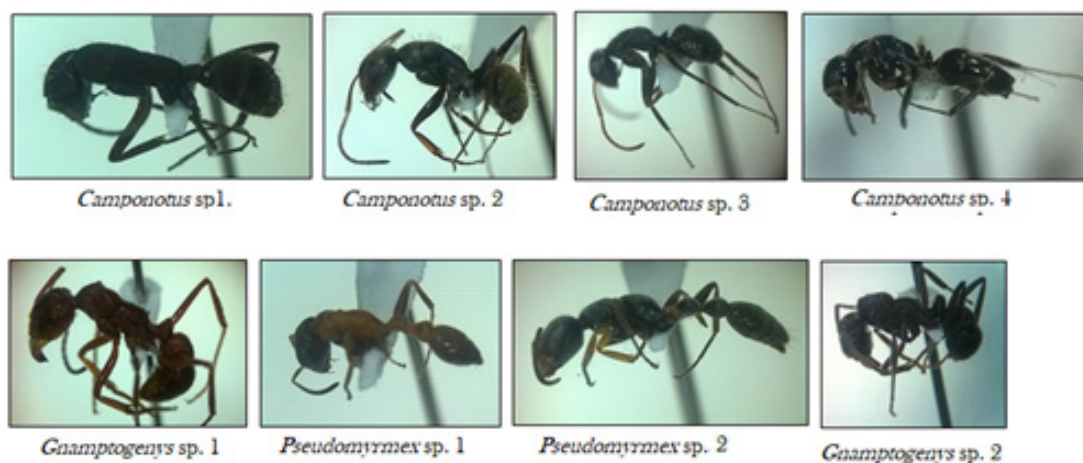 Camponotus sp1.
Camponotus sp. 2
Camponotus sp. 3
Camponotus sp. 4
Gnamptogenys sp. 1
Pseudomyrmex sp. 1
Pseudomyrmex sp. 2
Gnamptogenys sp. 2